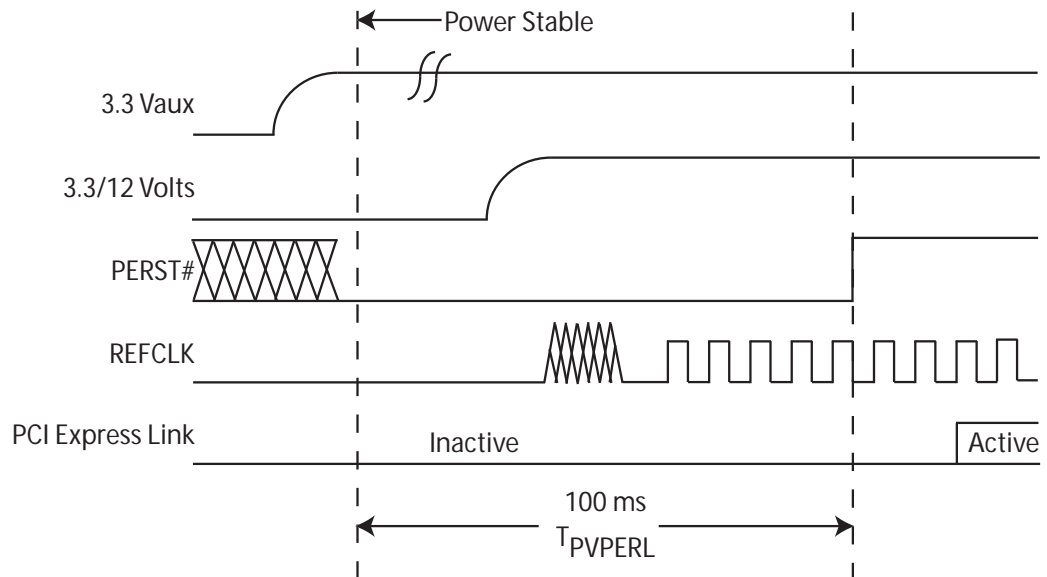 Power Stable
3.3 Vaux
3.3/12 Volts
PERST#
REFCLK
PCI Express Link
Inactive
Active
100 ms
TPVPERL